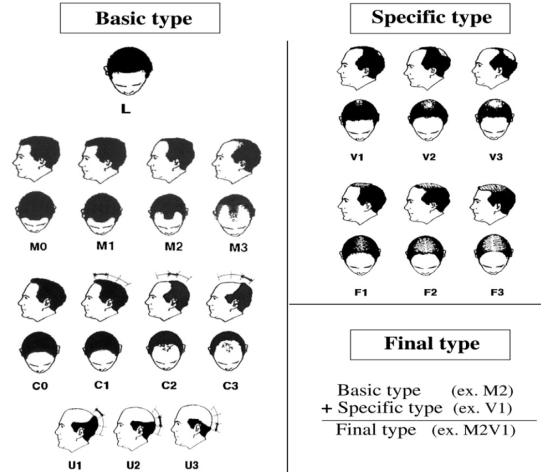 Basic type
L
M0 M1 M2 M3
C0 C1 C2 C3
U1 U2 U3
Specific type
V1 V2 V3
F1 F2 F3
Final type
Basic type (ex. M2)
+ Specific type (ex. V1)
Final type (ex. M2V1)